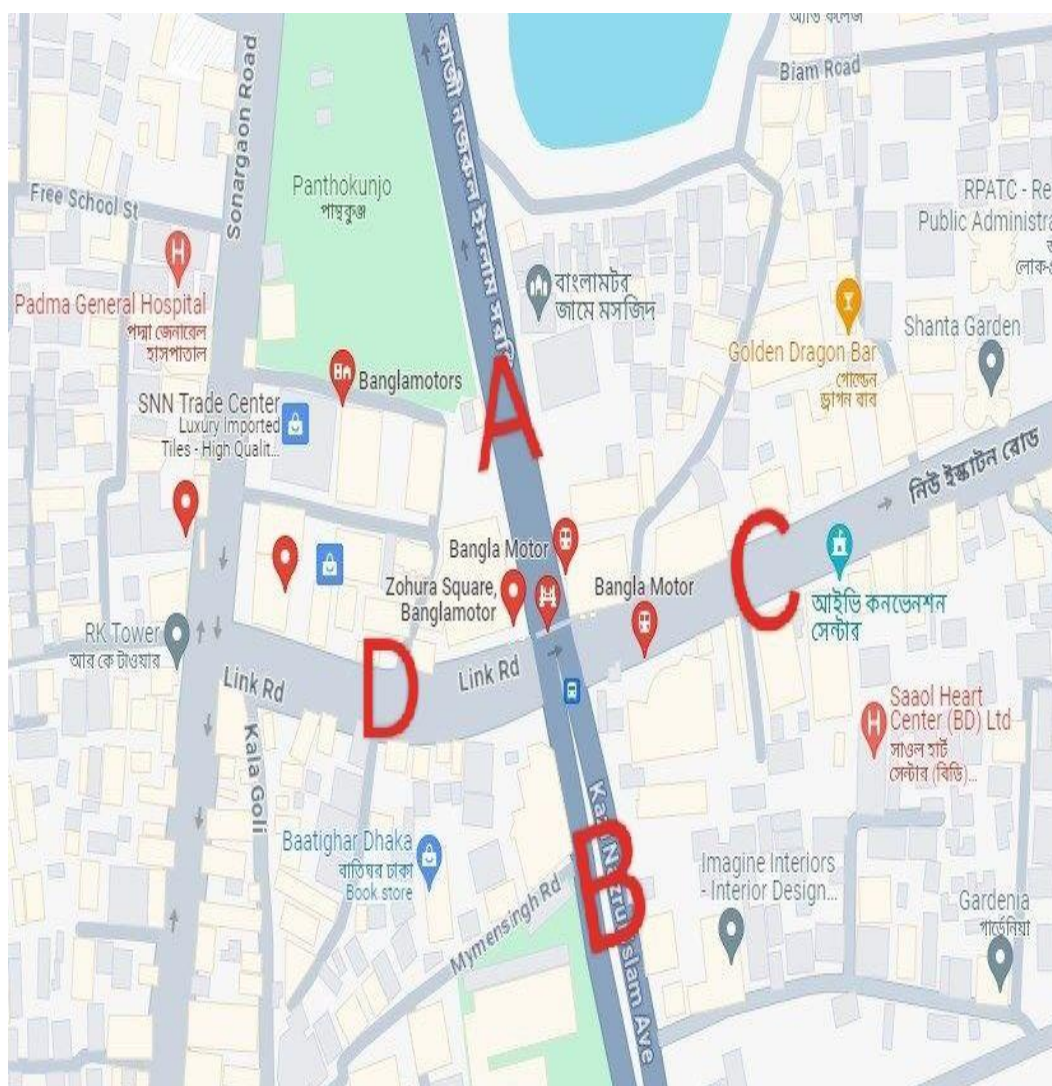 Biam Road
Sonargaon Road
Free School St
Panthokunjo
পান্থকুঞ্জ
RPATC - Re
Public Administra
লোক-
Padma General Hospital
পদ্মা জেনারেল
হাসপাতাল
বাংলামটর
জামে মসজিদ
Golden Dragon Bar
গোল্ডেন
ড্রাগন বার
Shanta Garden
Banglamotors
SNN Trade Center
Luxury Imported
Tiles - High Qualit...
A
নিউ ইস্কাটন রোড
Bangla Motor
Zohura Square,
Banglamotor
Bangla Motor
C
আইভি কনভেনশন
সেন্টার
RK Tower
আর কে টাওয়ার
Link Rd
D
Link Rd
Kala Goli
Saaol Heart
Center (BD) Ltd
সাওল হার্ট
সেন্টার (বিডি)...
Baatighar Dhaka
বাতিঘর ঢাকা
Book store
Mymensingh Rd
B
Islam Ave
Imagine Interiors
- Interior Design...
Gardenia
গার্ডেনিয়া